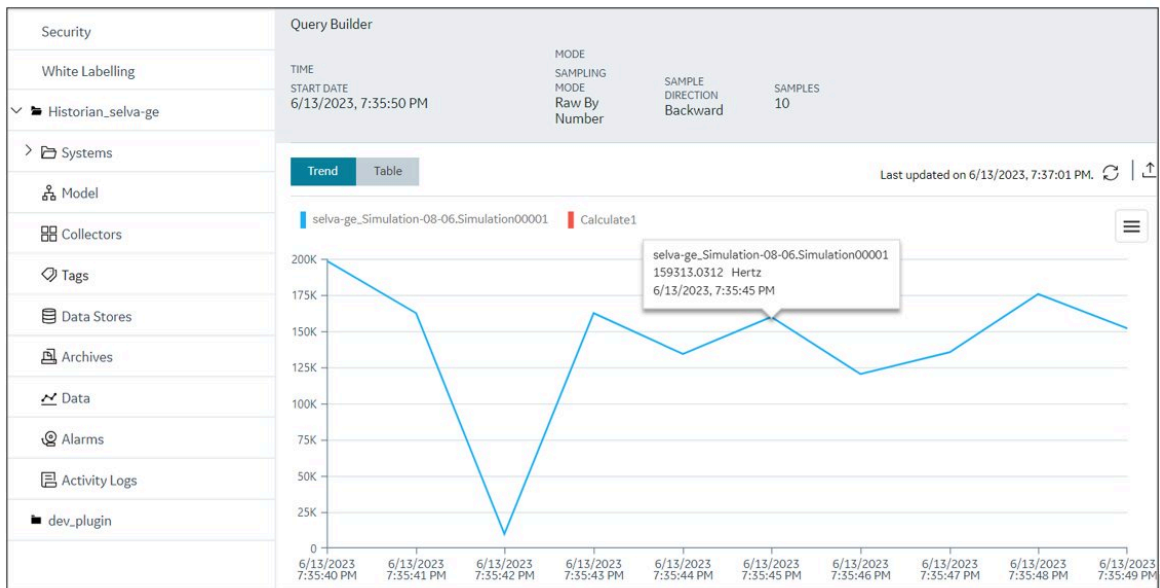 Security
White Labelling
Historian_selva-ge
Systems
Model
Collectors
Tags
Data Stores
Archives
Data
Alarms
Activity Logs
dev_plugin
Query Builder
TIME
START DATE
6/13/2023, 7:35:50 PM
MODE
SAMPLING
MODE
Raw By
Number
SAMPLE
DIRECTION
Backward
SAMPLES
10
Trend
Table
Last updated on 6/13/2023, 7:37:01 PM.
selva-ge_Simulation-08-06.Simulation00001
Calculate1
selva-ge_Simulation-08-06.Simulation00001
159313.0312 Hertz
6/13/2023, 7:35:45 PM
200K
175K
150K
125K
100K
75K
50K
25K
0
6/13/2023
7:35:40 PM
6/13/2023
7:35:41 PM
6/13/2023
7:35:42 PM
6/13/2023
7:35:43 PM
6/13/2023
7:35:44 PM
6/13/2023
7:35:45 PM
6/13/2023
7:35:46 PM
6/13/2023
7:35:47 PM
6/13/2023
7:35:48 PM
6/13/2023
7:35:49 PM